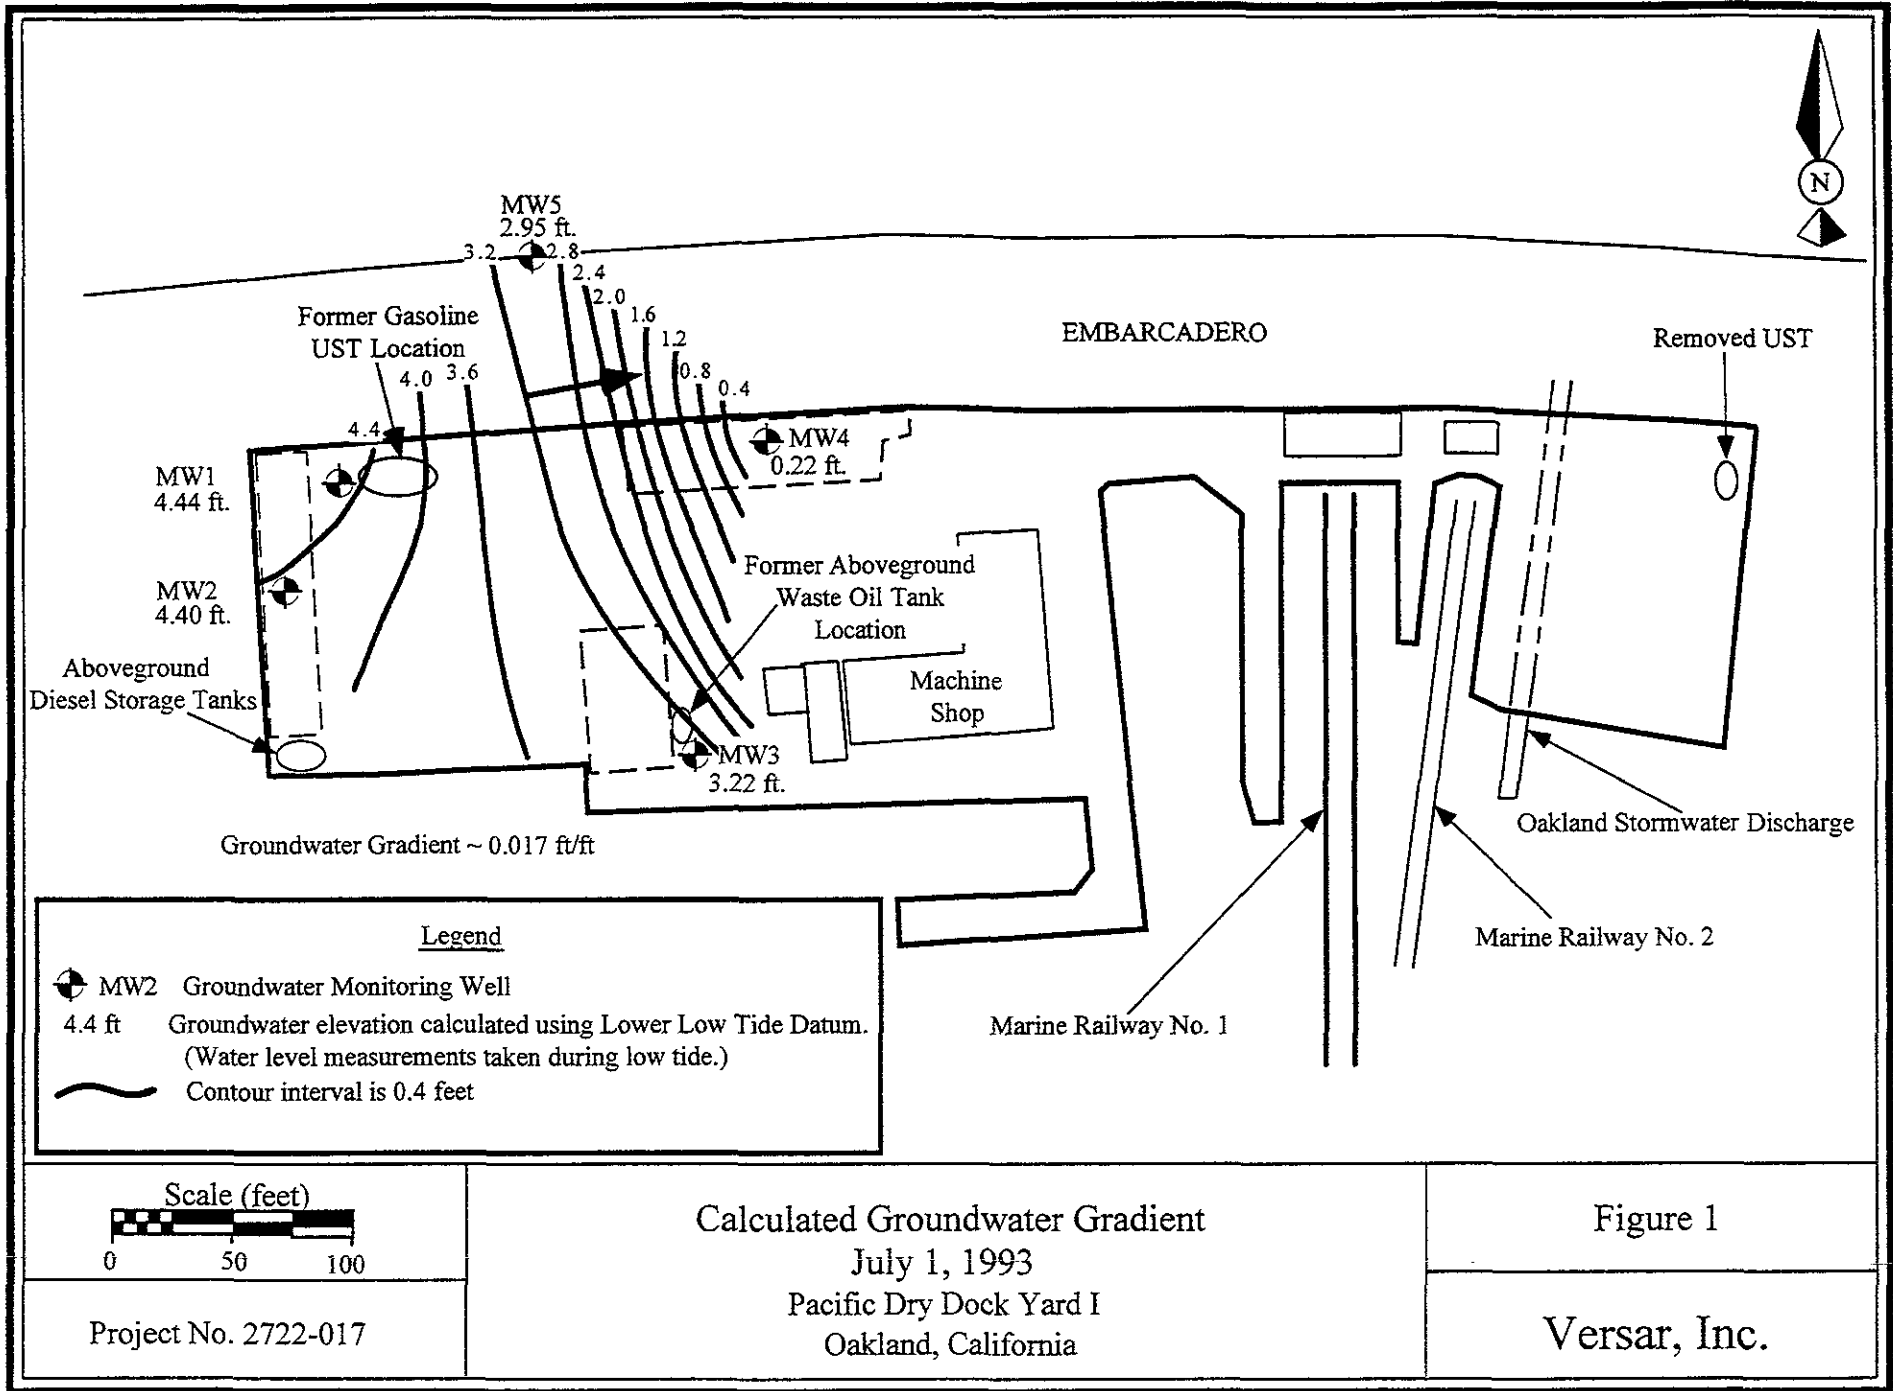 N
MW5
2.95 ft.
3.2
2.8
2.4
2.0
1.6
1.2
0.8
0.4
Former Gasoline
UST Location
4.0
3.6
4.4
EMBARCADERO
Removed UST
MW1
4.44 ft.
MW4
0.22 ft.
MW2
4.40 ft.
Former Aboveground
Waste Oil Tank
Location
Aboveground
Diesel Storage Tanks
Machine
Shop
MW3
3.22 ft.
Oakland Stormwater Discharge
Groundwater Gradient ~ 0.017 ft/ft
Marine Railway No. 2
Marine Railway No. 1
Legend
MW2 Groundwater Monitoring Well
4.4 ft Groundwater elevation calculated using Lower Low Tide Datum.
(Water level measurements taken during low tide.)
Contour interval is 0.4 feet
Scale (feet)
0 50 100
Project No. 2722-017
Calculated Groundwater Gradient
July 1, 1993
Pacific Dry Dock Yard I
Oakland, California
Figure 1
Versar, Inc.